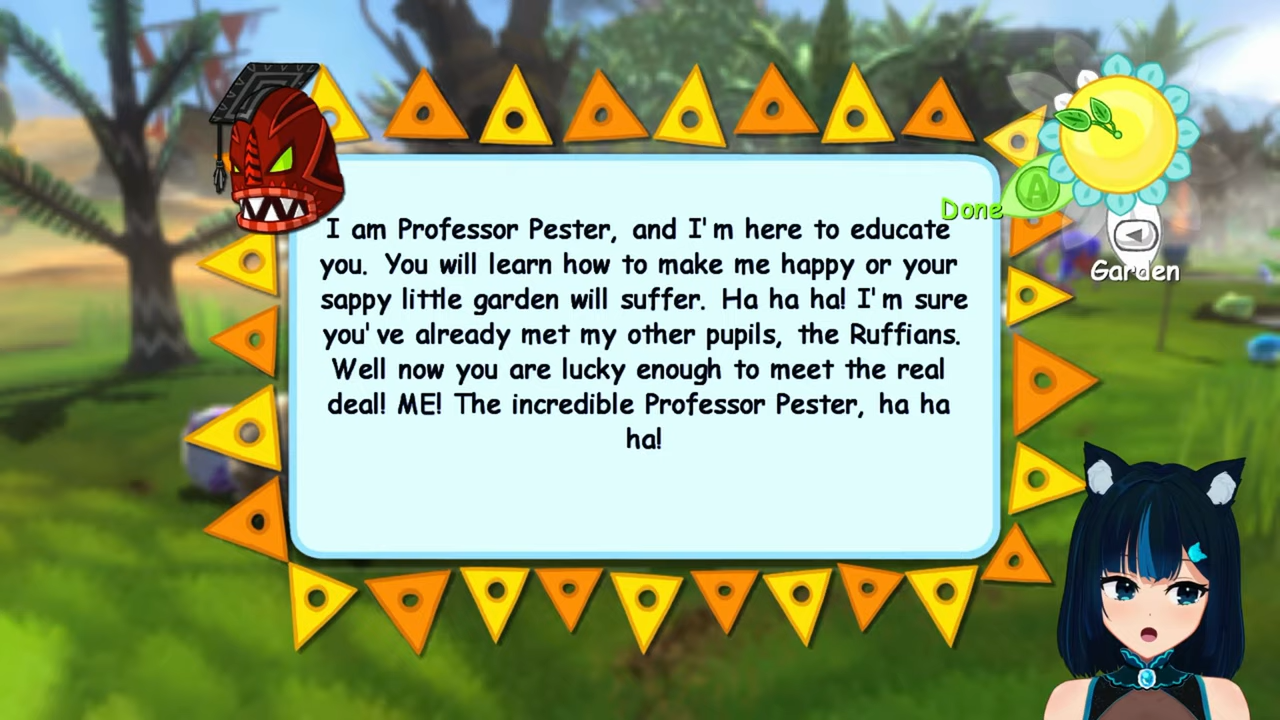 I am Professor Pester, and I'm here to educate
you. You will learn how to make me happy or your
sappy little garden will suffer. Ha ha ha! I'm sure
you've already met my other pupils, the Ruffians.
Well now you are lucky enough to meet the real
deal! ME! The incredible Professor Pester, ha ha
ha!
A
Done
Garden